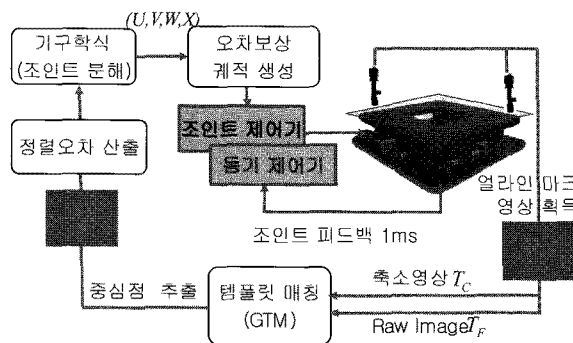 (U,V,W,X)
기구학식
(조인트 분해)
오차보상
궤적 생성
조인트 제어기
동기 제어기
정렬오차 산출
얼라인 마크
영상 획득
조인트 피드백 1ms
중심점 추출
템플릿 매칭
(GTM)
축소영상 T_C
Raw Image T_F